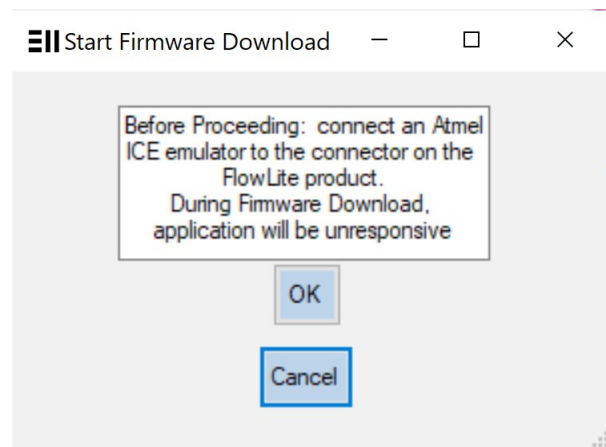 Start Firmware Download
Before Proceeding: connect an Atmel
ICE emulator to the connector on the
FlowLite product.
During Firmware Download,
application will be unresponsive
OK
Cancel